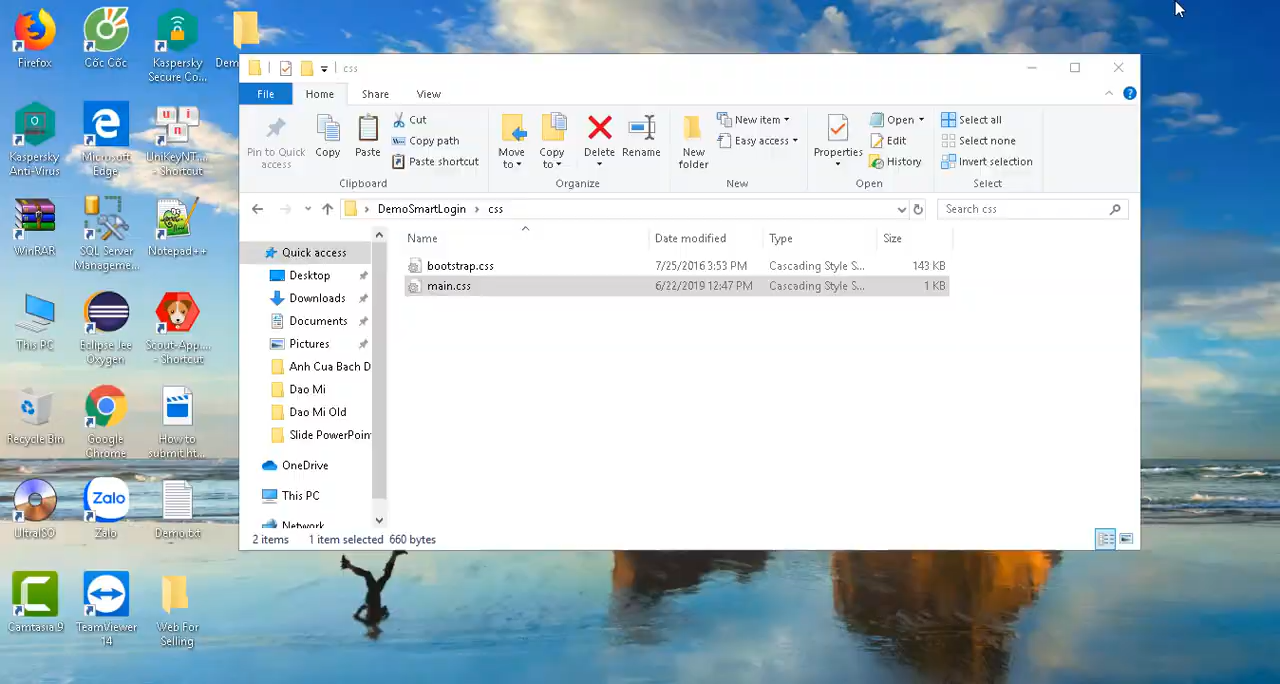 Firefox
Cốc Cốc
Kaspersky
Secure Co...
Kaspersky
Anti-Virus
Microsoft
Edge
UniKeyNT....
- Shortcut
WinRAR
SQL Server
Manageme...
Notepad++
This PC
Eclipse Jee
Oxygen
Scout-App....
- Shortcut
Recycle Bin
Google
Chrome
How to
submit.ht...
UltraISO
Zalo
Zalo
Demo.txt
Camtasia 9
TeamViewer
14
Web For
Selling
css
File
Home
Share
View
Pin to Quick
access
Copy
Paste
Cut
Copy path
Paste shortcut
Clipboard
Move
to
Copy
to
Delete
Rename
Organize
New
folder
New item
Easy access
New
Properties
Open
Edit
History
Open
Select all
Select none
Invert selection
Select
DemoSmartLogin > css
Search css
Name
Date modified
Type
Size
bootstrap.css
7/25/2016 3:53 PM
Cascading Style S...
143 KB
main.css
6/22/2019 12:47 PM
Cascading Style S...
1 KB
Quick access
Desktop
Downloads
Documents
Pictures
Anh Cua Bach D
Dao Mi
Dao Mi Old
Slide PowerPoin
OneDrive
This PC
Network
2 items
1 item selected 660 bytes